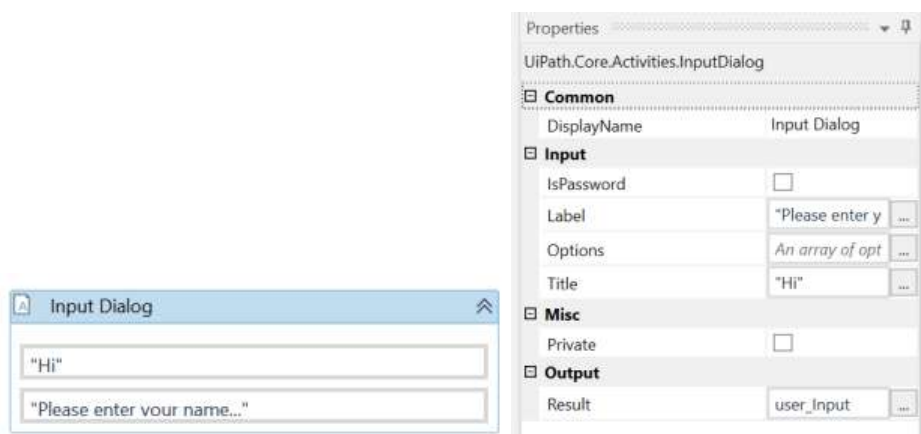 Input Dialog
"Hi"
"Please enter your name..."
Properties
UiPath.Core.Activities.InputDialog
Common
DisplayName Input Dialog
Input
IsPassword
Label "Please enter y ...
Options An array of opt ...
Title "Hi" ...
Misc
Private
Output
Result user_Input ...